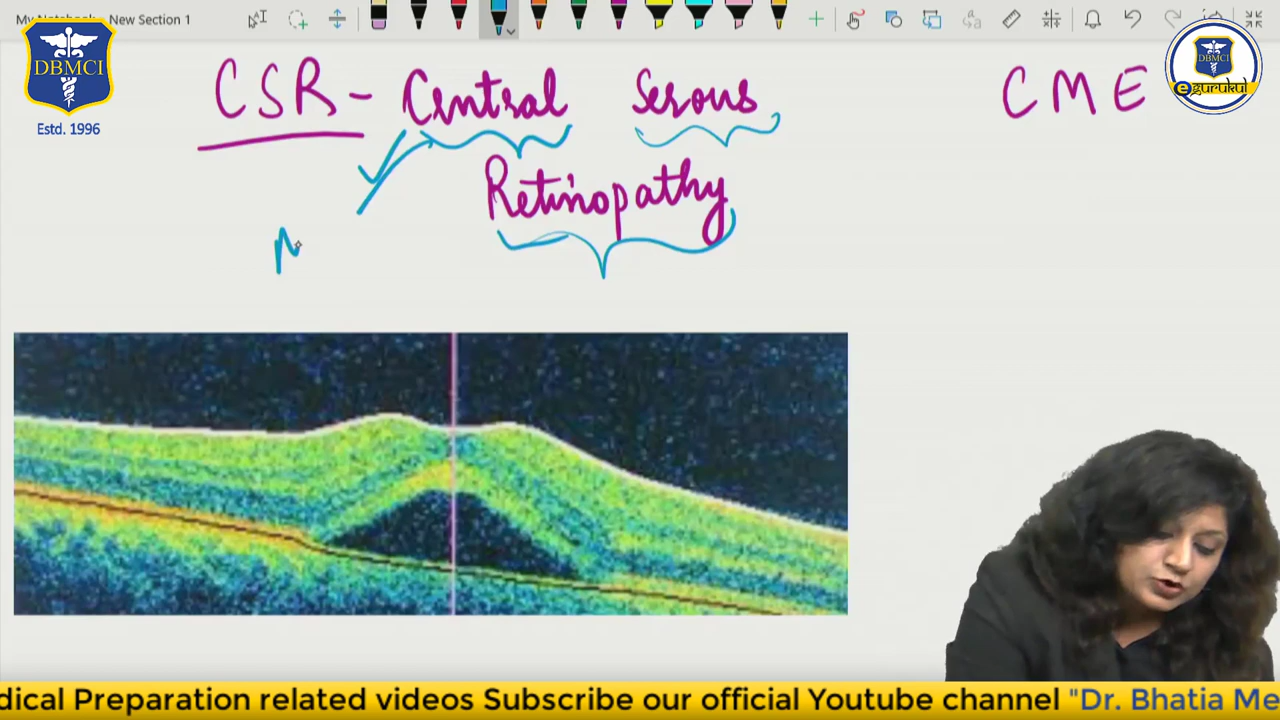 My Notebook - New Section 1
DBMCI
Estd. 1996
CSR - Central Serous
Retinopathy
CME
egurukul
dical Preparation related videos Subscribe our official Youtube channel "Dr. Bhatia Me